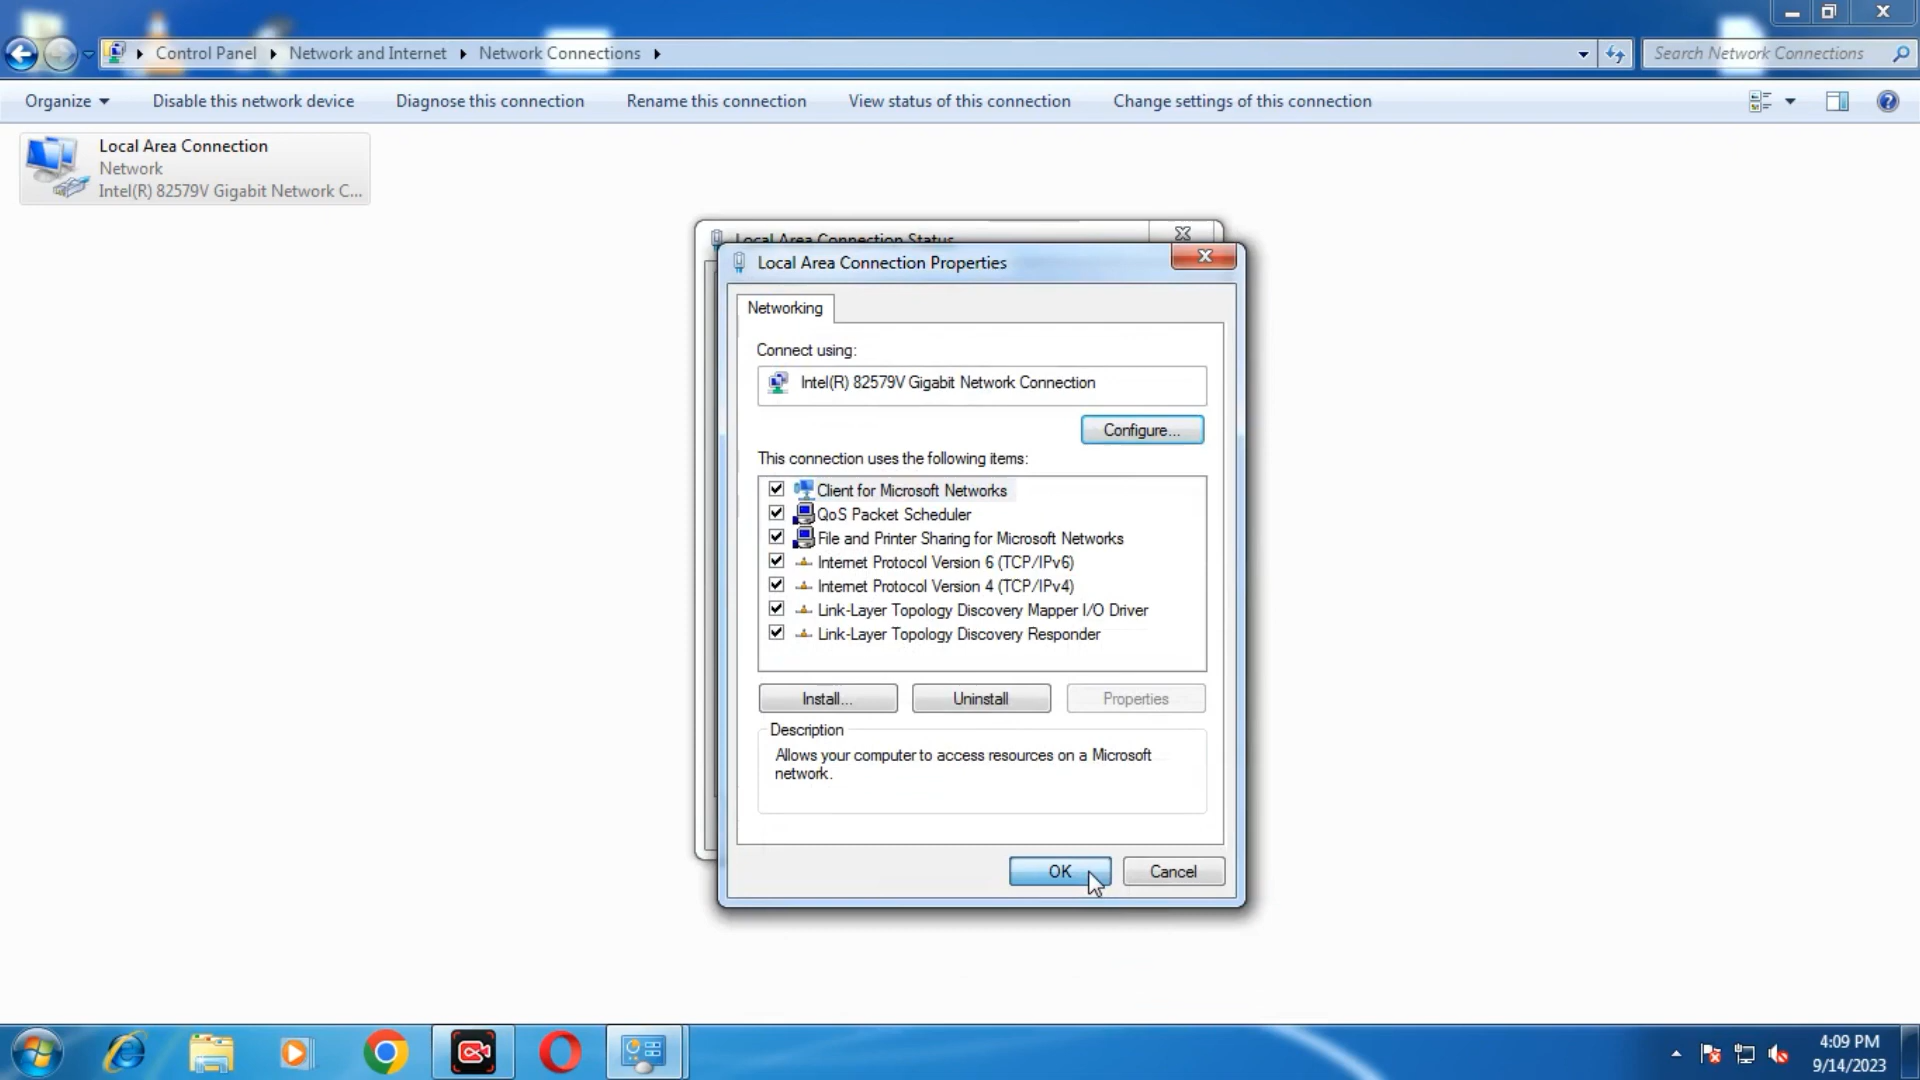 Control Panel
Network and Internet
Network Connections
Search Network Connections
Organize
Disable this network device
Diagnose this connection
Rename this connection
View status of this connection
Change settings of this connection
Local Area Connection
Network
Intel(R) 82579V Gigabit Network C...
Local Area Connection Status
Local Area Connection Properties
Networking
Connect using:
Intel(R) 82579V Gigabit Network Connection
Configure...
This connection uses the following items:
Client for Microsoft Networks
QoS Packet Scheduler
File and Printer Sharing for Microsoft Networks
Internet Protocol Version 6 (TCP/IPv6)
Internet Protocol Version 4 (TCP/IPv4)
Link-Layer Topology Discovery Mapper I/O Driver
Link-Layer Topology Discovery Responder
Install...
Uninstall
Properties
Description
Allows your computer to access resources on a Microsoft
network.
OK
Cancel
4:09 PM
9/14/2023